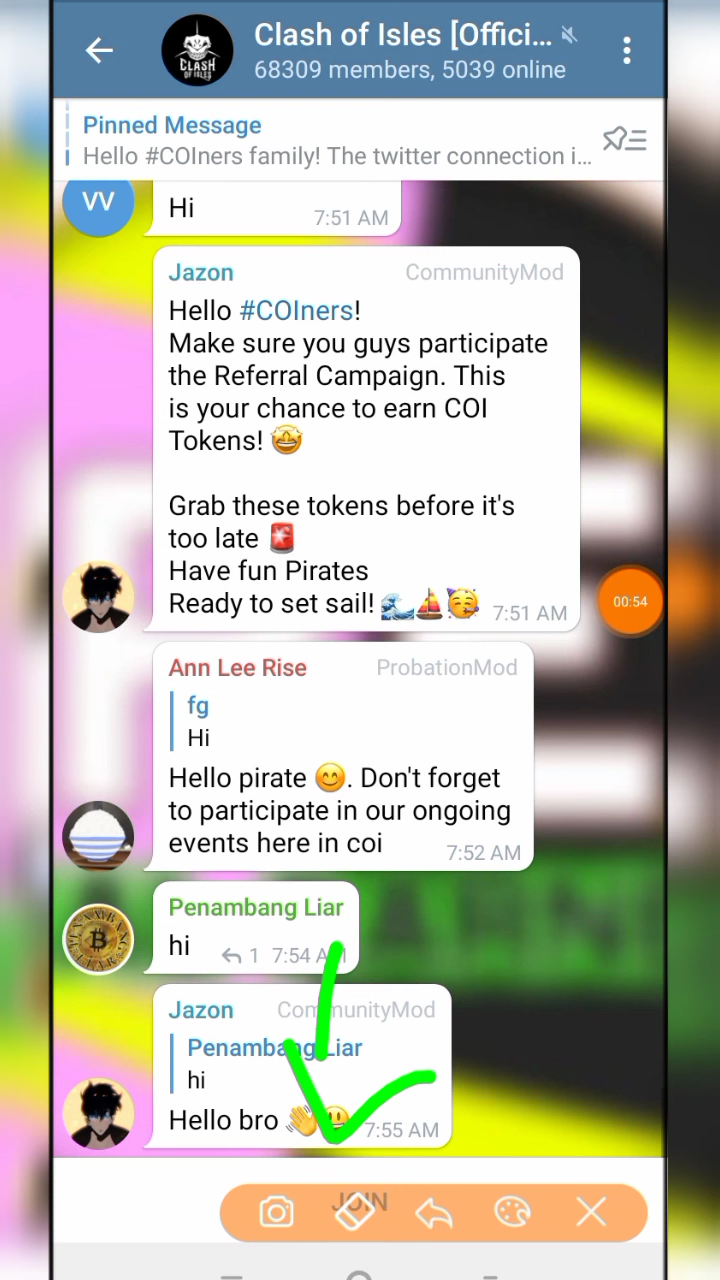 Clash of Isles [Offici...
68309 members, 5039 online
CLASH
OF ISLES
Pinned Message
Hello #COIners family! The twitter connection i...
VV
Hi
7:51 AM
Jazon CommunityMod
Hello #COIners!
Make sure you guys participate
the Referral Campaign. This
is your chance to earn COI
Tokens! 🤩
Grab these tokens before it's
too late 🚨
Have fun Pirates
Ready to set sail! 🌊⛵🥳 7:51 AM
00:54
Ann Lee Rise ProbationMod
fg
Hi
Hello pirate 😊. Don't forget
to participate in our ongoing
events here in coi 7:52 AM
Penambang Liar
hi 1 7:54 AM
Jazon CommunityMod
Penambang Liar
hi
Hello bro 👋😃 7:55 AM
JOIN